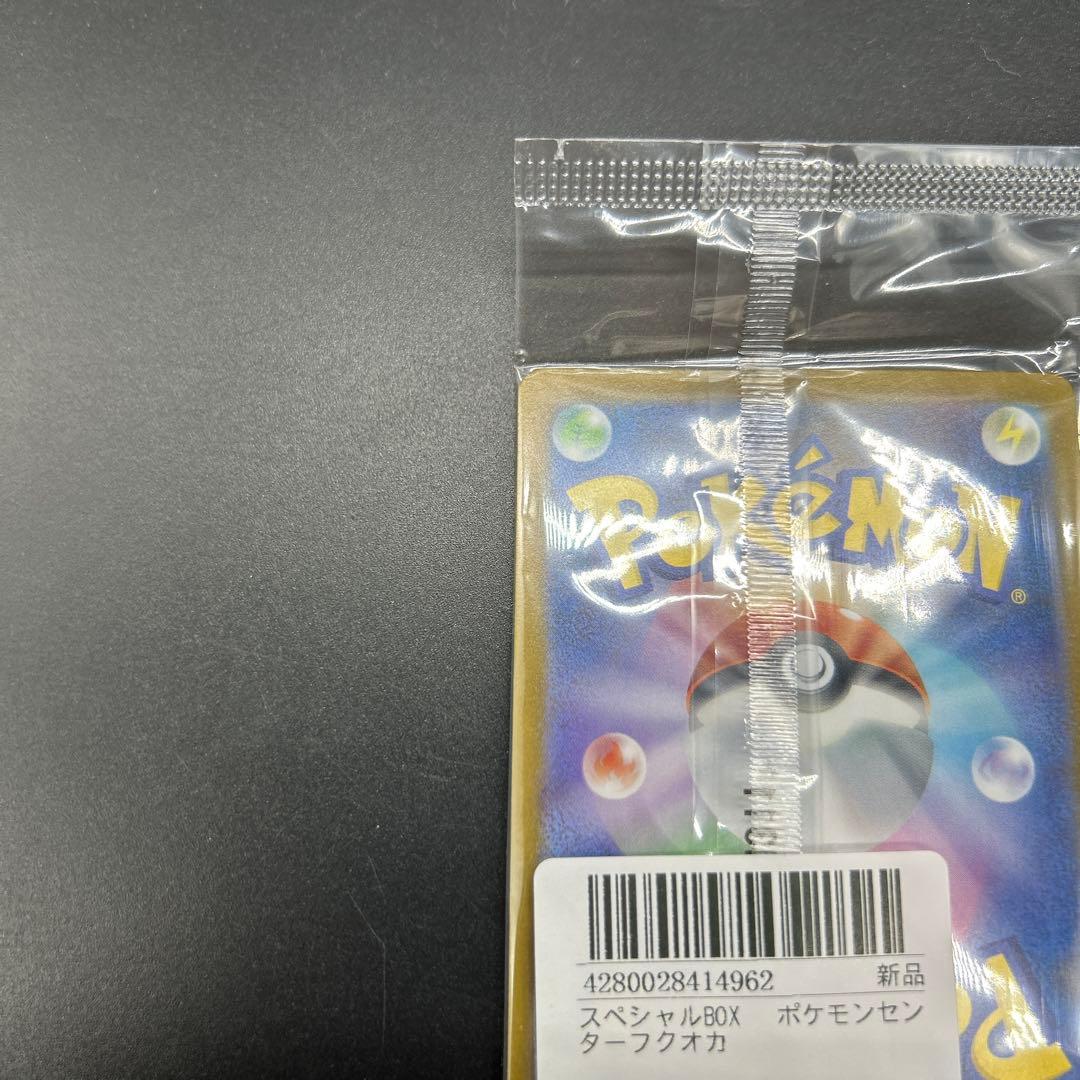 POKéMON
®
4280028414962 新品
スペシャルBOX ポケモンセン
ターフクオカ